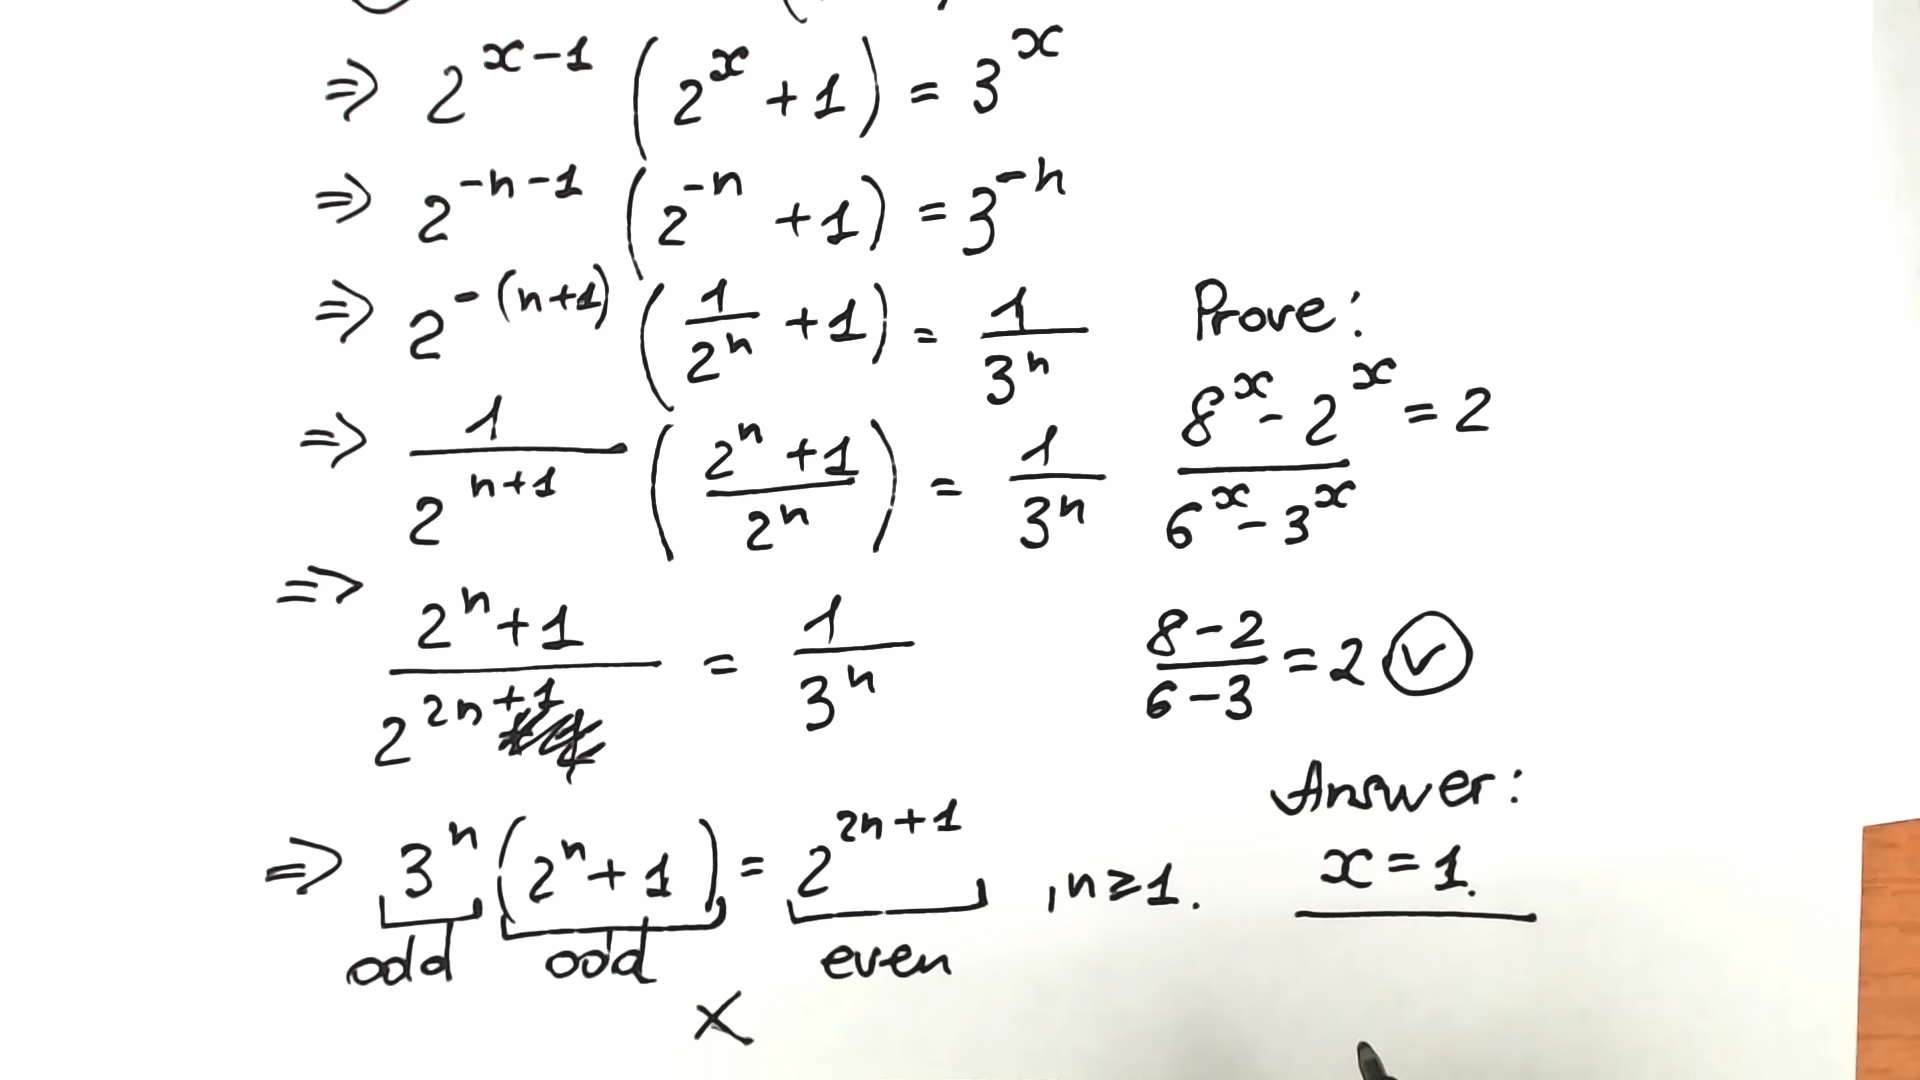 ⇒ 2^(x-1) (2^x + 1) = 3^x
⇒ 2^(-n-1) (2^(-n) + 1) = 3^(-n)
⇒ 2^(-(n+1)) (1/2^n + 1) = 1/3^n
⇒ 1/2^(n+1) ((2^n + 1)/2^n) = 1/3^n
⇒ (2^n + 1)/2^(2n+1) = 1/3^n
⇒ 3^n (2^n + 1) = 2^(2n+1) , n ≥ 1.
odd odd even
×
Prove:
(8^x - 2^x)/(6^x - 3^x) = 2
(8 - 2)/(6 - 3) = 2 ✓
Answer:
x = 1.